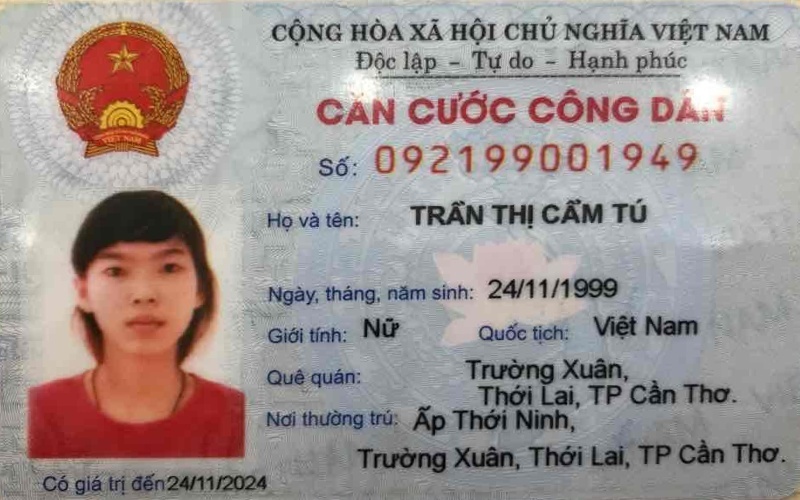 CỘNG HÒA XÃ HỘI CHỦ NGHĨA VIỆT NAM
Độc lập - Tự do - Hạnh phúc
CĂN CƯỚC CÔNG DÂN
Số: 092199001949
Họ và tên: TRẦN THỊ CẨM TÚ
Ngày, tháng, năm sinh: 24/11/1999
Giới tính: Nữ Quốc tịch: Việt Nam
Quê quán: Trường Xuân,
Thới Lai, TP Cần Thơ.
Nơi thường trú: Ấp Thới Ninh,
Trường Xuân, Thới Lai, TP Cần Thơ.
Có giá trị đến 24/11/2024
VIỆT NAM